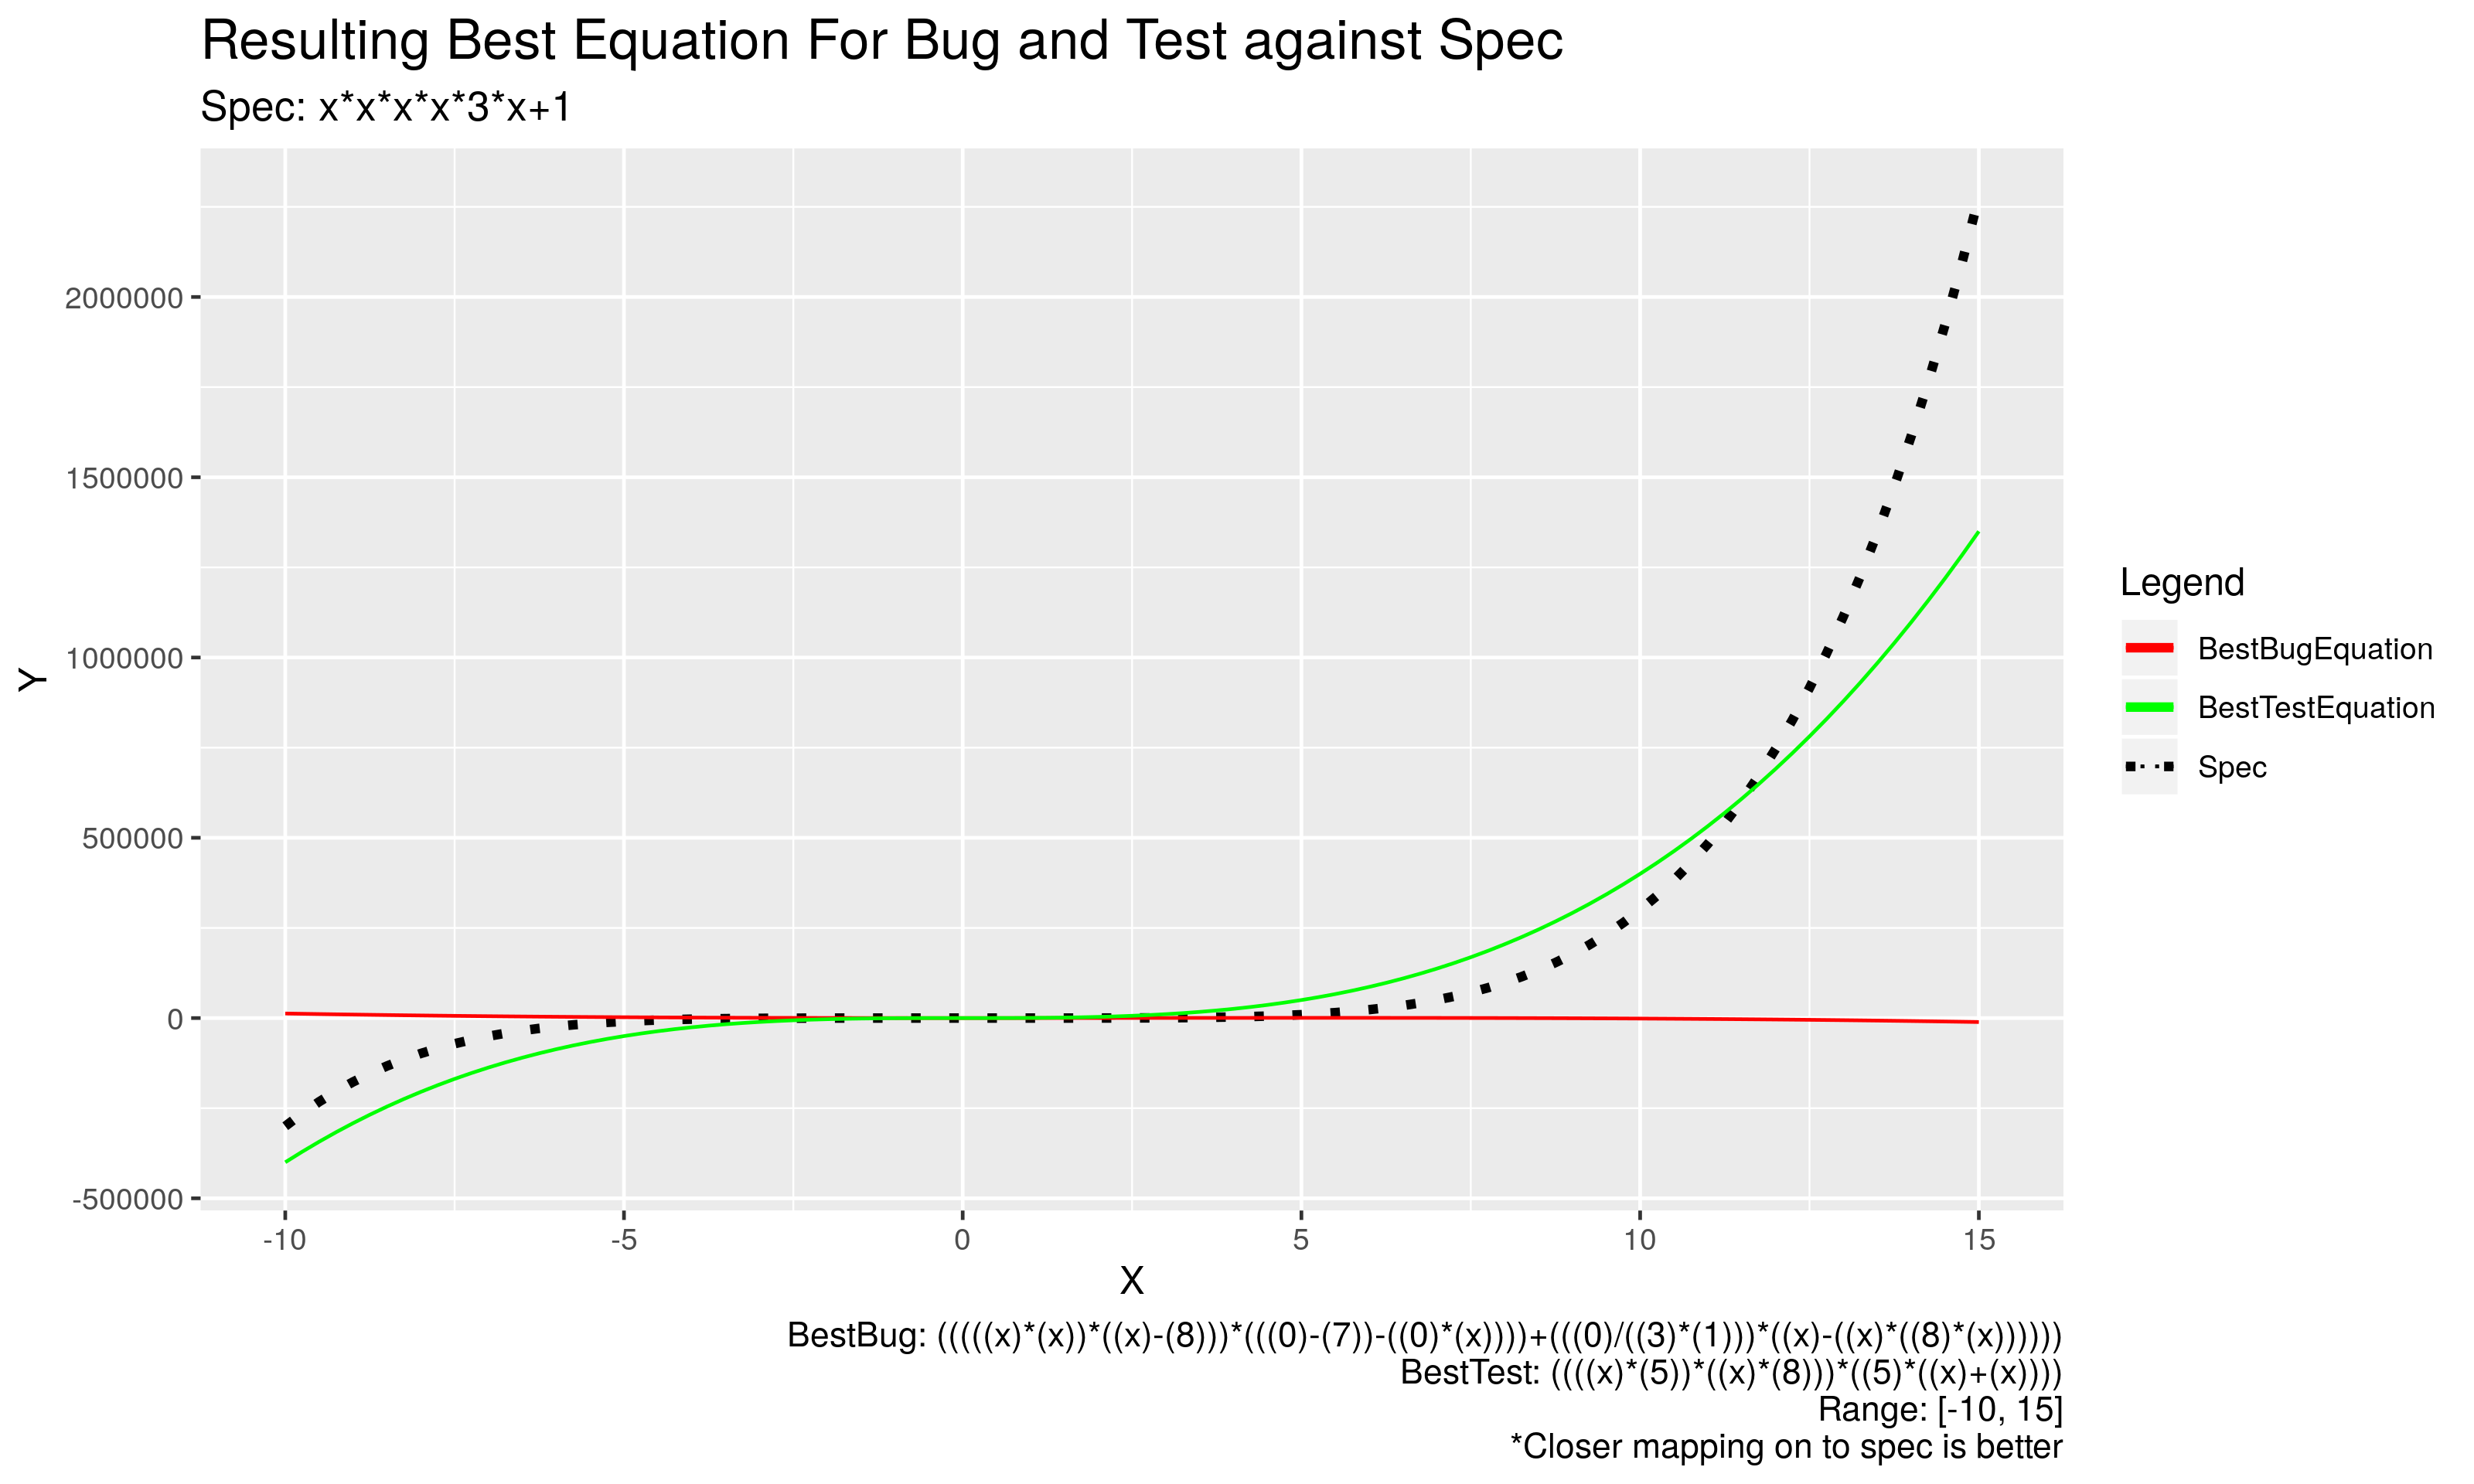 Resulting Best Equation For Bug and Test against Spec
Spec: x*x*x*x*3*x+1
Y
2000000
1500000
1000000
500000
0
-500000
-10
-5
0
5
10
15
X
Legend
BestBugEquation
BestTestEquation
Spec
BestBug: (((((x)*(x))*((x)-(8)))*(((0)-(7))-((0)*(x))))+(((0)/((3)*(1)))*((x)-((x)*((8)*(x))))))
BestTest: ((((x)*(5))*((x)*(8)))*((5)*((x)+(x))))
Range: [-10, 15]
*Closer mapping on to spec is better